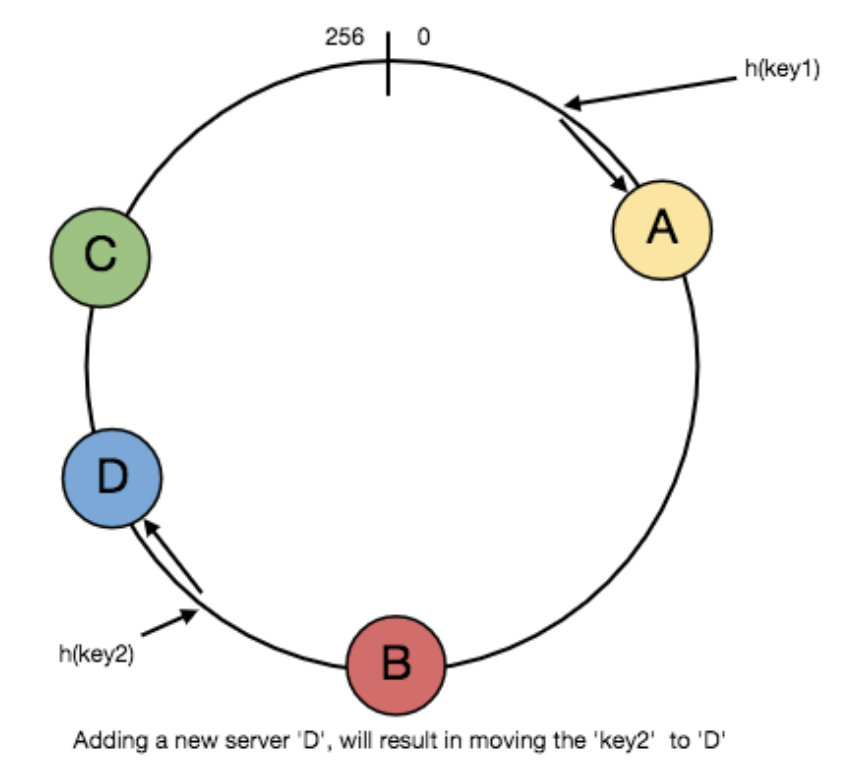 256 0
h(key1)
A
C
D
h(key2)
B
Adding a new server 'D', will result in moving the 'key2' to 'D'